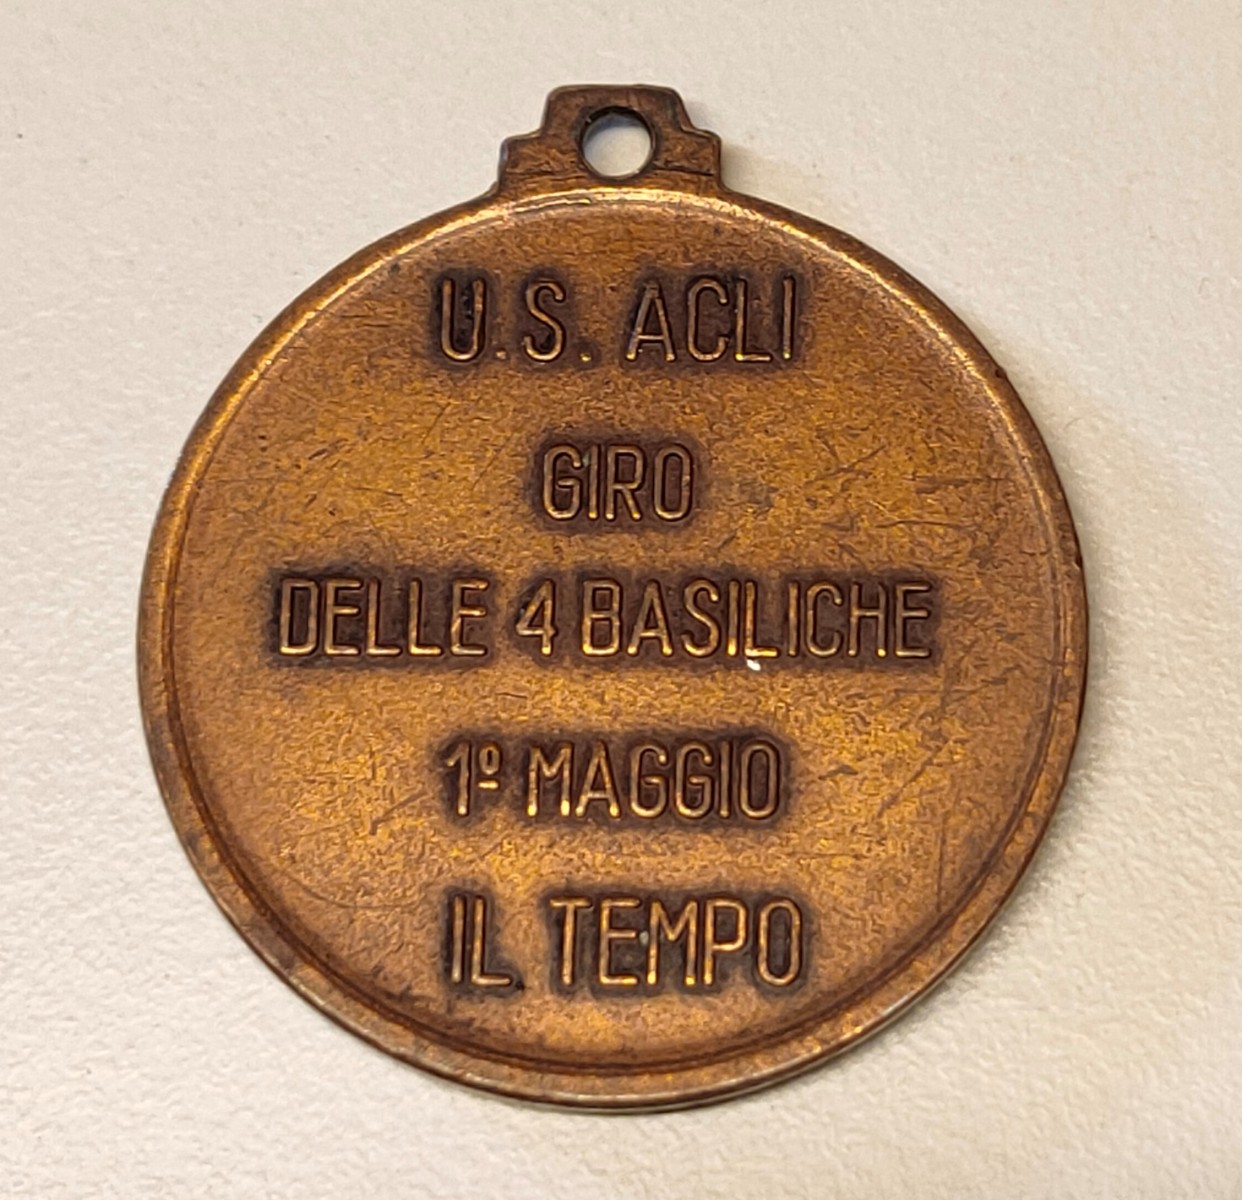 U.S. ACLI
GIRO
DELLE 4 BASILICHE
1º MAGGIO
IL TEMPO